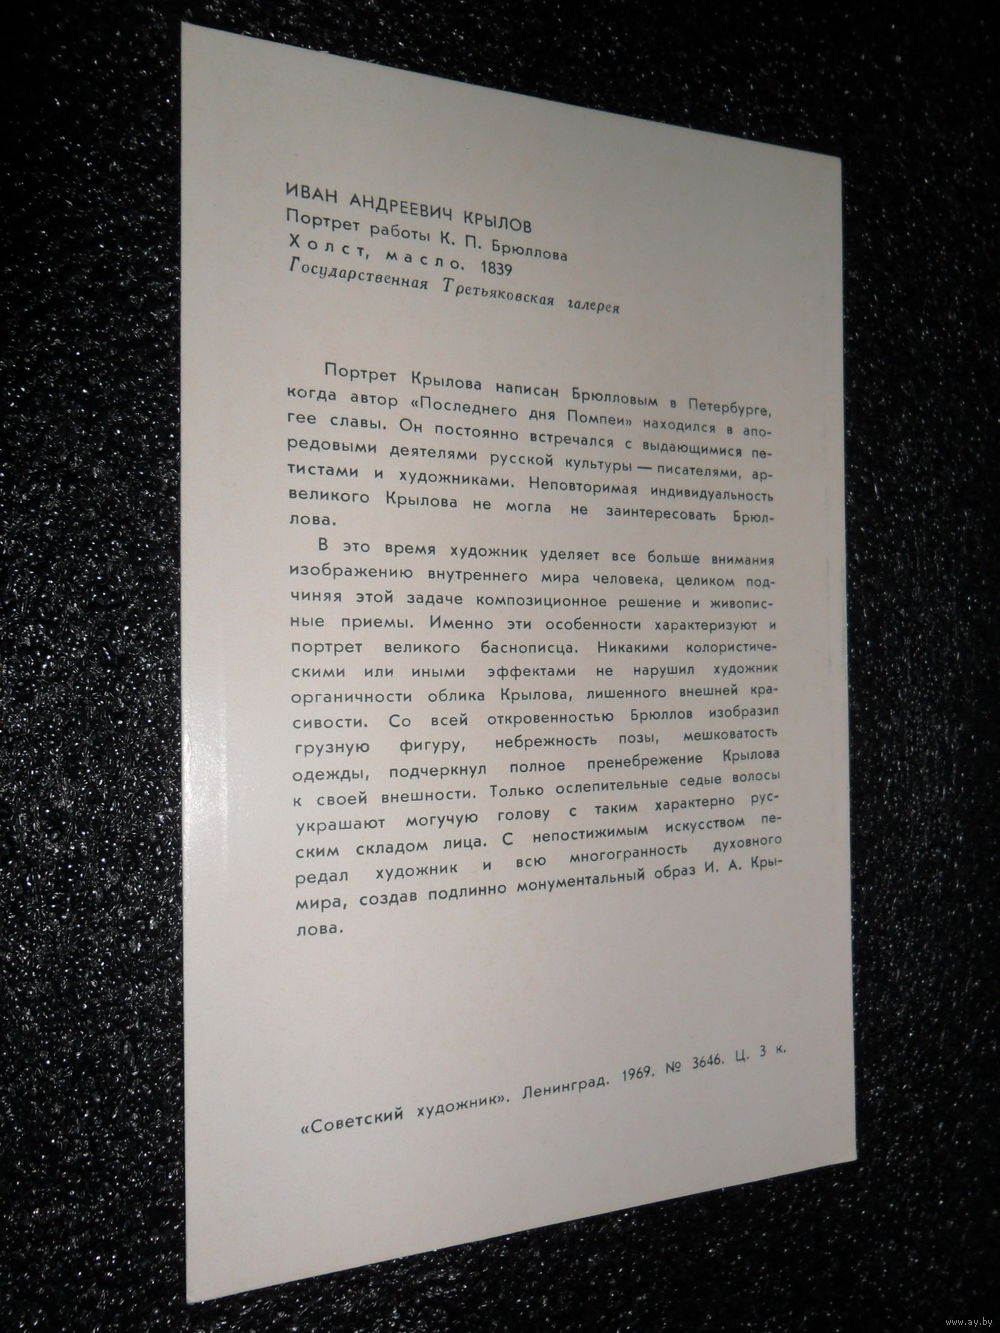 ИВАН АНДРЕЕВИЧ КРЫЛОВ
Портрет работы К. П. Брюллова
Холст, масло. 1839
Государственная Третьяковская галерея
Портрет Крылова написан Брюлловым в Петербурге,
когда автор «Последнего дня Помпеи» находился в апо-
гее славы. Он постоянно встречался с выдающимися пе-
редовыми деятелями русской культуры — писателями, ар-
тистами и художниками. Неповторимая индивидуальность
великого Крылова не могла не заинтересовать Брюл-
лова.
В это время художник уделяет все больше внимания
изображению внутреннего мира человека, целиком под-
чиняя этой задаче композиционное решение и живопис-
ные приемы. Именно эти особенности характеризуют и
портрет великого баснописца. Никакими колористиче-
скими или иными эффектами не нарушил художник
органичности облика Крылова, лишенного внешней кра-
сивости. Со всей откровенностью Брюллов изобразил
грузную фигуру, небрежность позы, мешковатость
одежды, подчеркнул полное пренебрежение Крылова
к своей внешности. Только ослепительные седые волосы
украшают могучую голову с таким характерно рус-
ским складом лица. С непостижимым искусством пе-
редал художник и всю многогранность духовного
мира, создав подлинно монументальный образ И. А. Кры-
лова.
«Советский художник». Ленинград. 1969. № 3646. Ц. 3 к.
www.ay.by